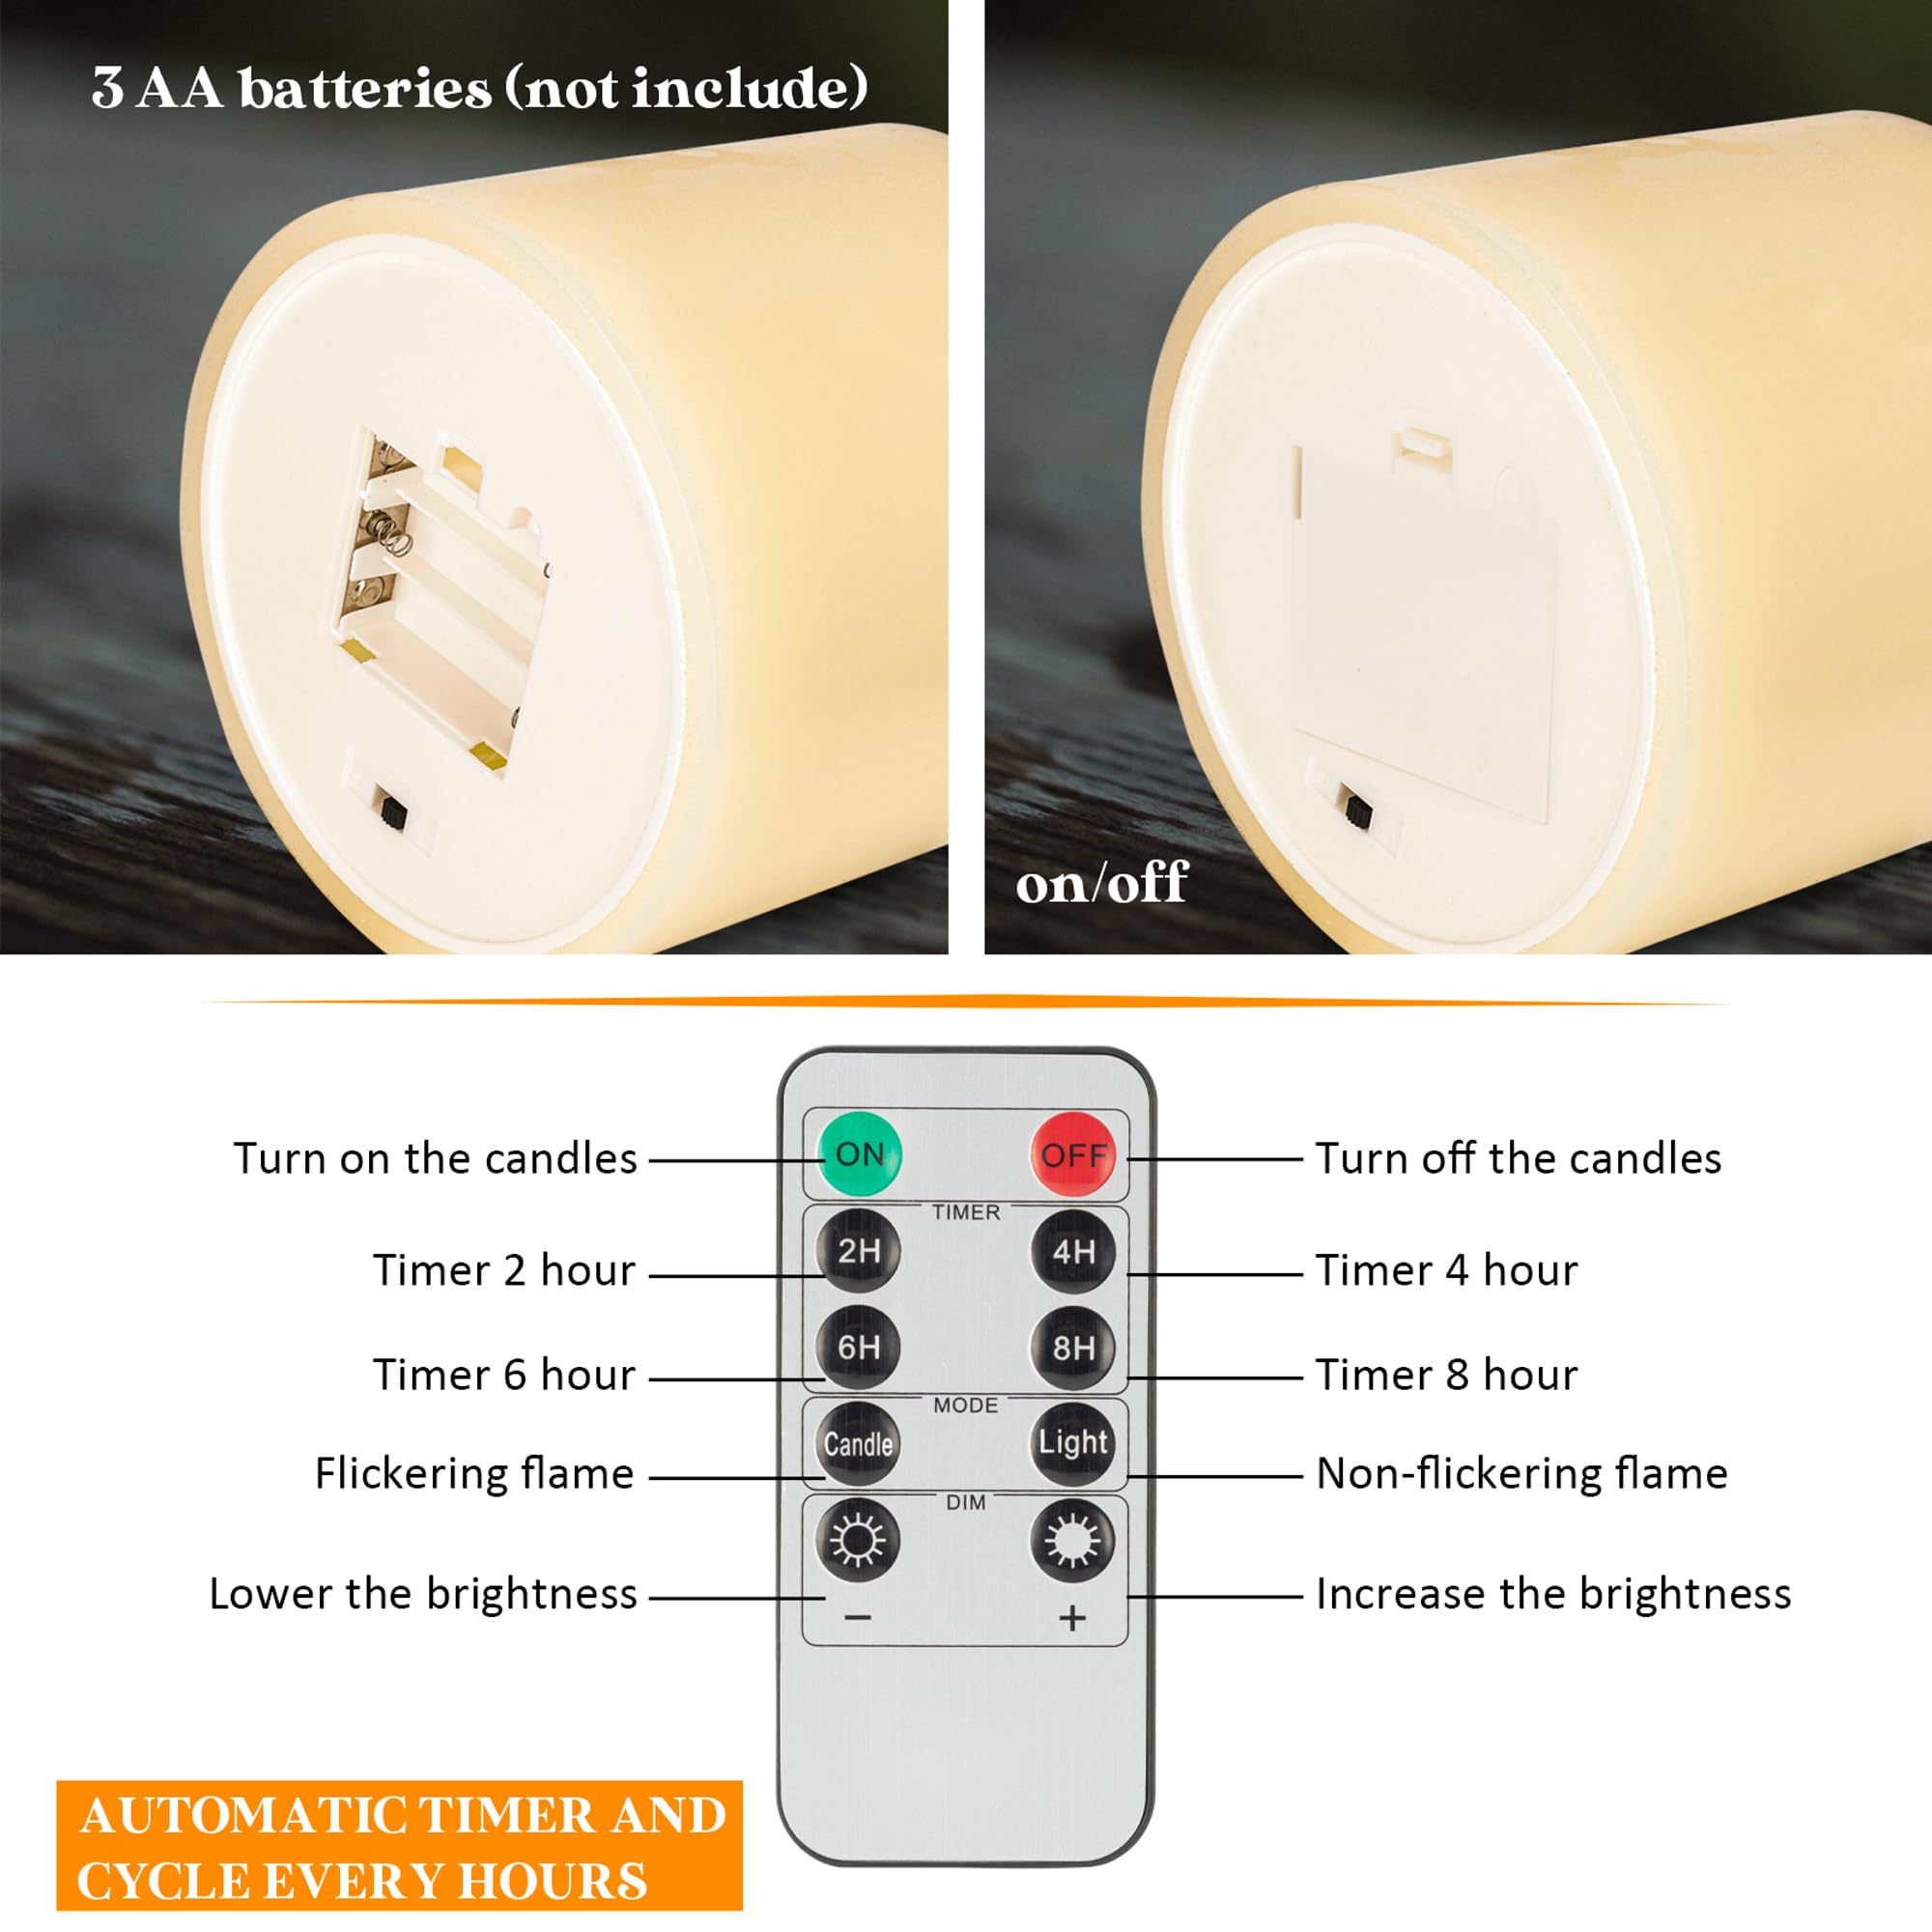 3 AA batteries (not include)
on/off
Turn on the candles
ON
OFF
Turn off the candles
TIMER
Timer 2 hour
2H
4H
Timer 4 hour
Timer 6 hour
6H
8H
Timer 8 hour
MODE
Flickering flame
Candle
Light
Non-flickering flame
DIM
Lower the brightness
−
+
Increase the brightness
AUTOMATIC TIMER AND
CYCLE EVERY HOURS